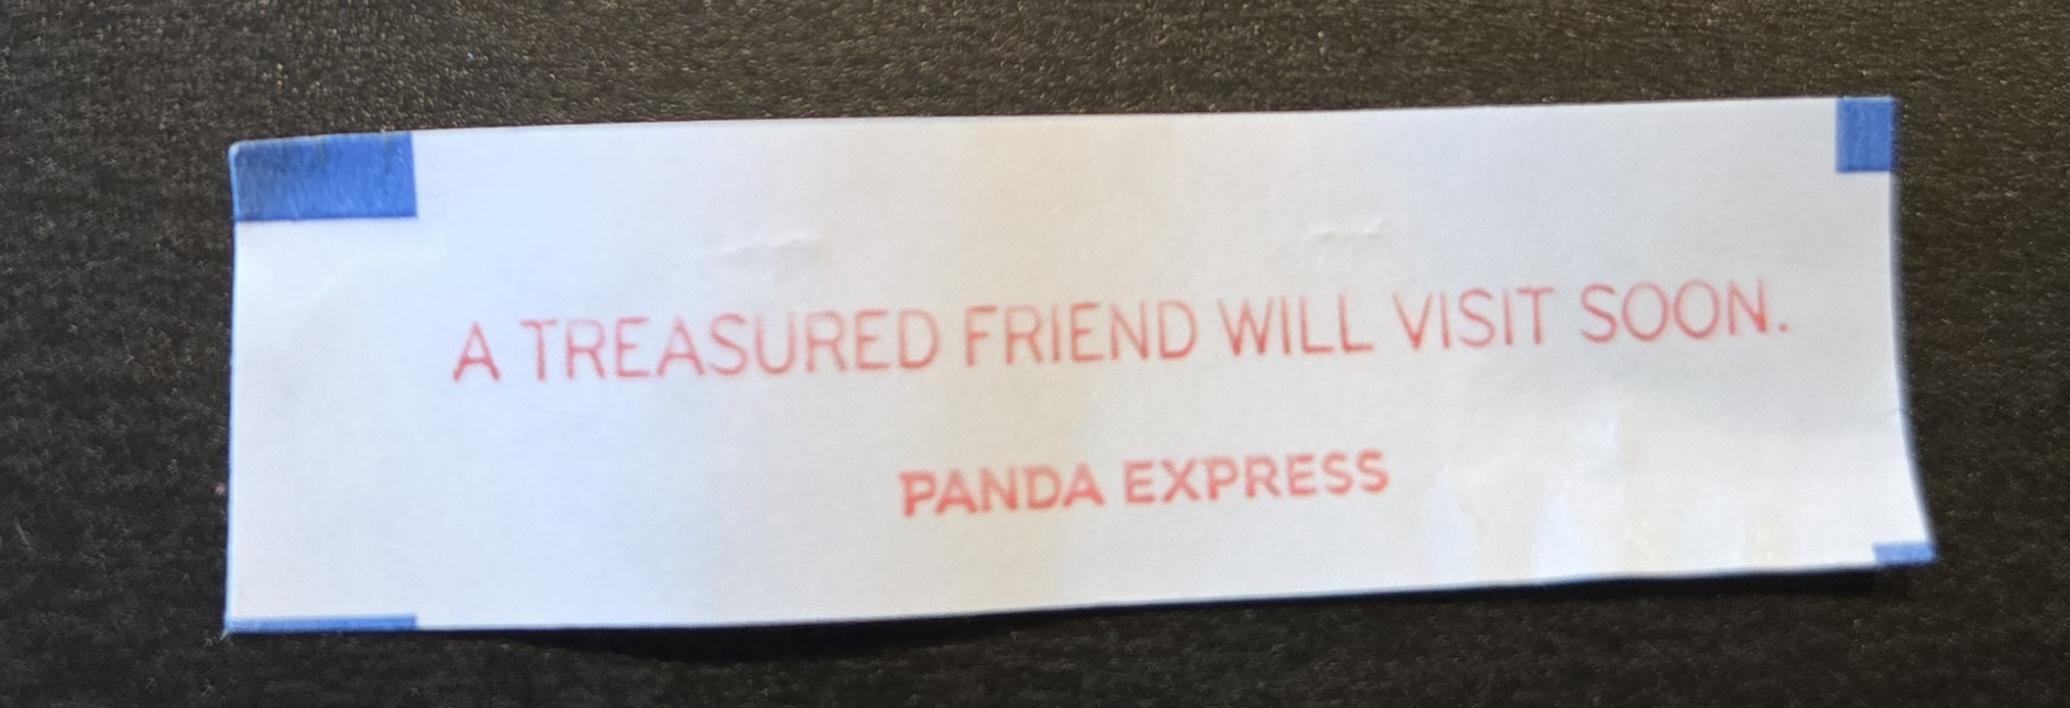 A TREASURED FRIEND WILL VISIT SOON.
PANDA EXPRESS